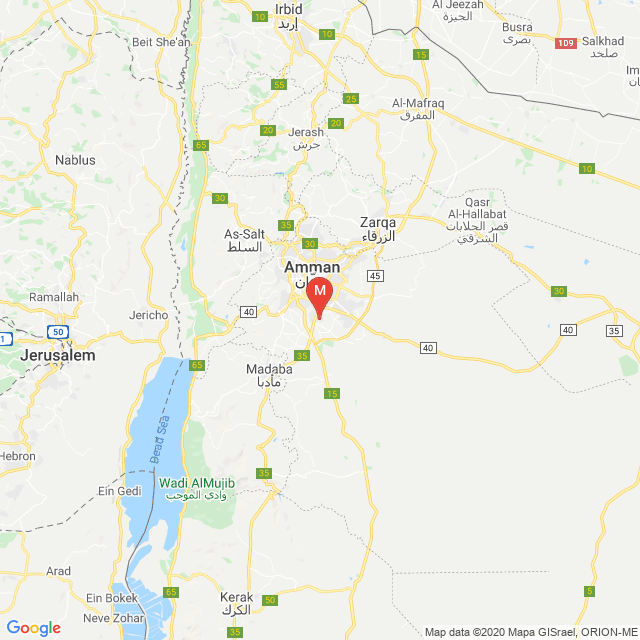 Irbid
إربد
Al Jeezah
الجيزة
Busra
بصرى
Salkhad
صلخد
109
Beit She'an
10
20
15
55
25
Al-Mafraq
المفرق
20
20
Jerash
جرش
65
10
Nablus
30
35
Qasr
Al-Hallabat
قصر الحلابات
الشرقي
Zarqa
الزرقاء
As-Salt
السلط
30
Amman
45
M
30
Ramallah
Jericho
40
50
1
40
35
Jerusalem
65
35
40
Madaba
مادبا
15
Dead Sea
Hebron
35
Wadi AlMujib
وادي الموجب
Ein Gedi
Arad
Ein Bokek
Neve Zohar
Kerak
الكرك
50
5
35
Google
Map data ©2020 Mapa GISrael, ORION-ME